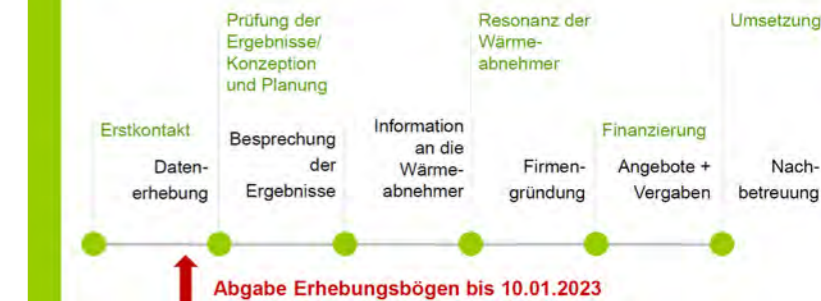 Prüfung der
Ergebnisse/
Konzeption
und Planung
Resonanz der
Wärme-
abnehmer
Umsetzung
Erstkontakt
Daten-
erhebung
Besprechung
der
Ergebnisse
Information
an die
Wärme-
abnehmer
Firmen-
gründung
Finanzierung
Angebote +
Vergaben
Nach-
betreuung
Abgabe Erhebungsbögen bis 10.01.2023